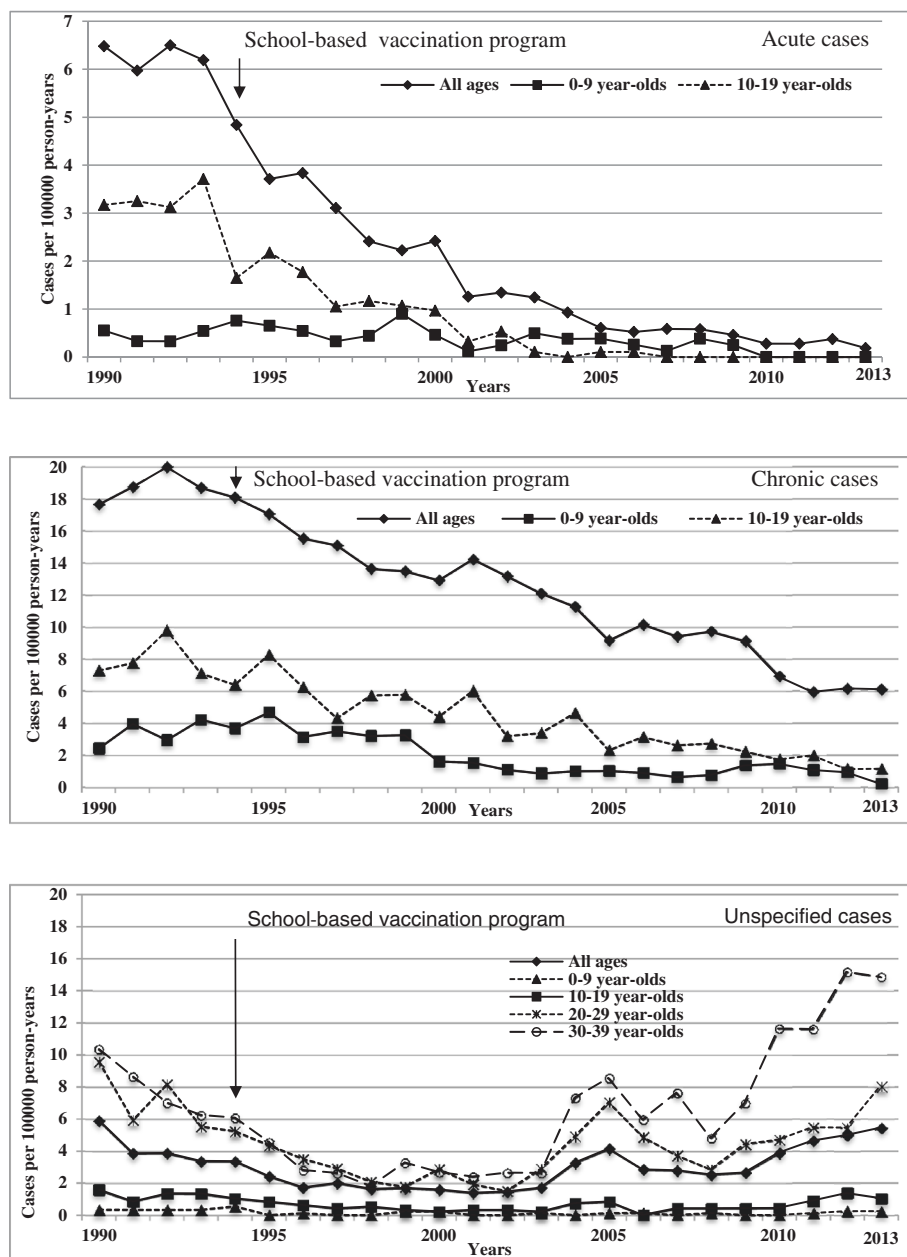 School-based vaccination program Acute cases
All ages 0-9 year-olds 10-19 year-olds
Cases per 100000 person-years
7
6
5
4
3
2
1
0
1990 1995 2000 2005 2010 2013
Years
School-based vaccination program Chronic cases
All ages 0-9 year-olds 10-19 year-olds
Cases per 100000 person-years
20
18
16
14
12
10
8
6
4
2
0
1990 1995 2000 2005 2010 2013
Years
School-based vaccination program Unspecified cases
All ages
0-9 year-olds
10-19 year-olds
20-29 year-olds
30-39 year-olds
Cases per 100000 person-years
20
18
16
14
12
10
8
6
4
2
0
1990 1995 2000 2005 2010 2013
Years